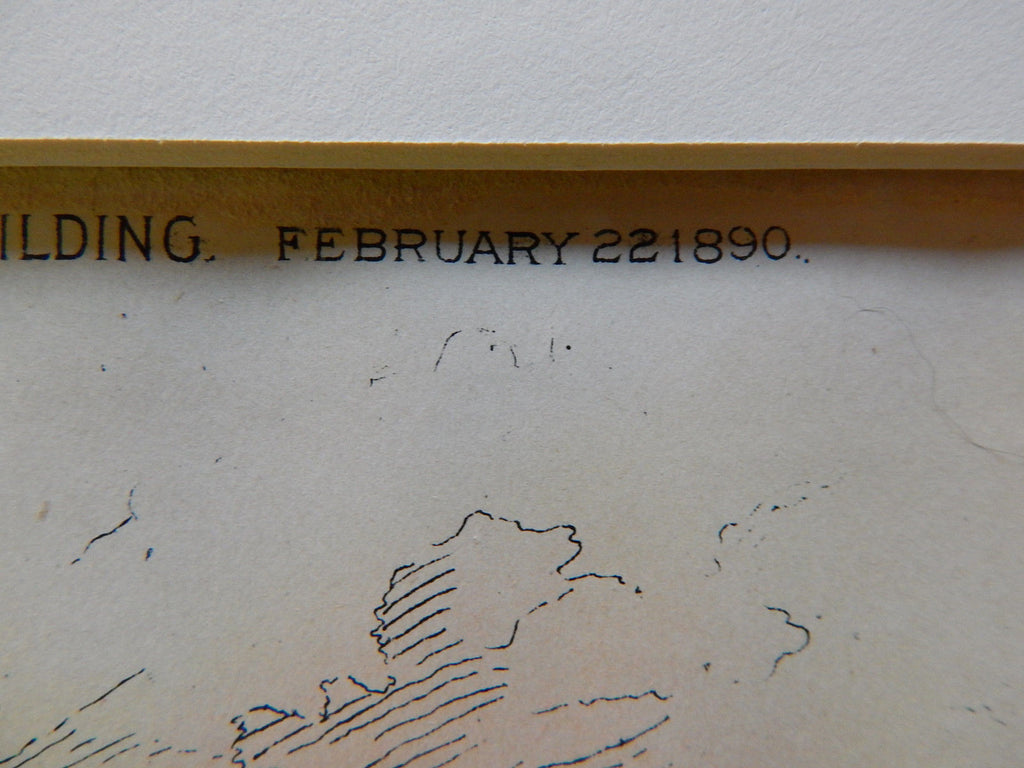 ILDING. FEBRUARY 22 1890.